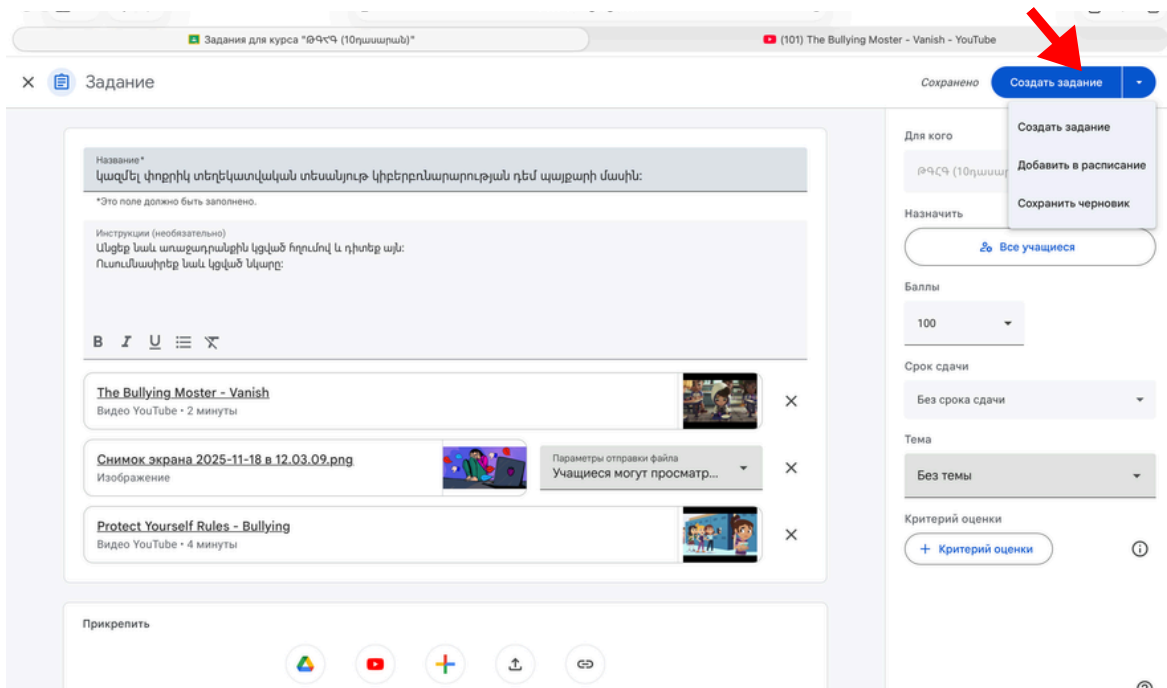 Задания для курса "ԹԳՀԳ (10դասարան)"
(101) The Bullying Moster - Vanish - YouTube
Задание
Сохранено
Создать задание
Создать задание
Добавить в расписание
Сохранить черновик
Название*
կազմել փոքրիկ տեղեկատվական տեսանյութ կիբերբռնարարության դեմ պայքարի մասին:
*Это поле должно быть заполнено.
Инструкции (необязательно)
Անցեք նաև առաջադրանքին կցված հղումով և դիտեք այն:
Ուսումնասիրեք նաև կցված նկարը:
B I U
The Bullying Moster - Vanish
Видео YouTube • 2 минуты
Снимок экрана 2025-11-18 в 12.03.09.png
Изображение
Параметры отправки файла
Учащиеся могут просматр...
Protect Yourself Rules - Bullying
Видео YouTube • 4 минуты
Прикрепить
Для кого
ԹԳՀԳ (10դասար
Назначить
Все учащиеся
Баллы
100
Срок сдачи
Без срока сдачи
Тема
Без темы
Критерий оценки
+ Критерий оценки